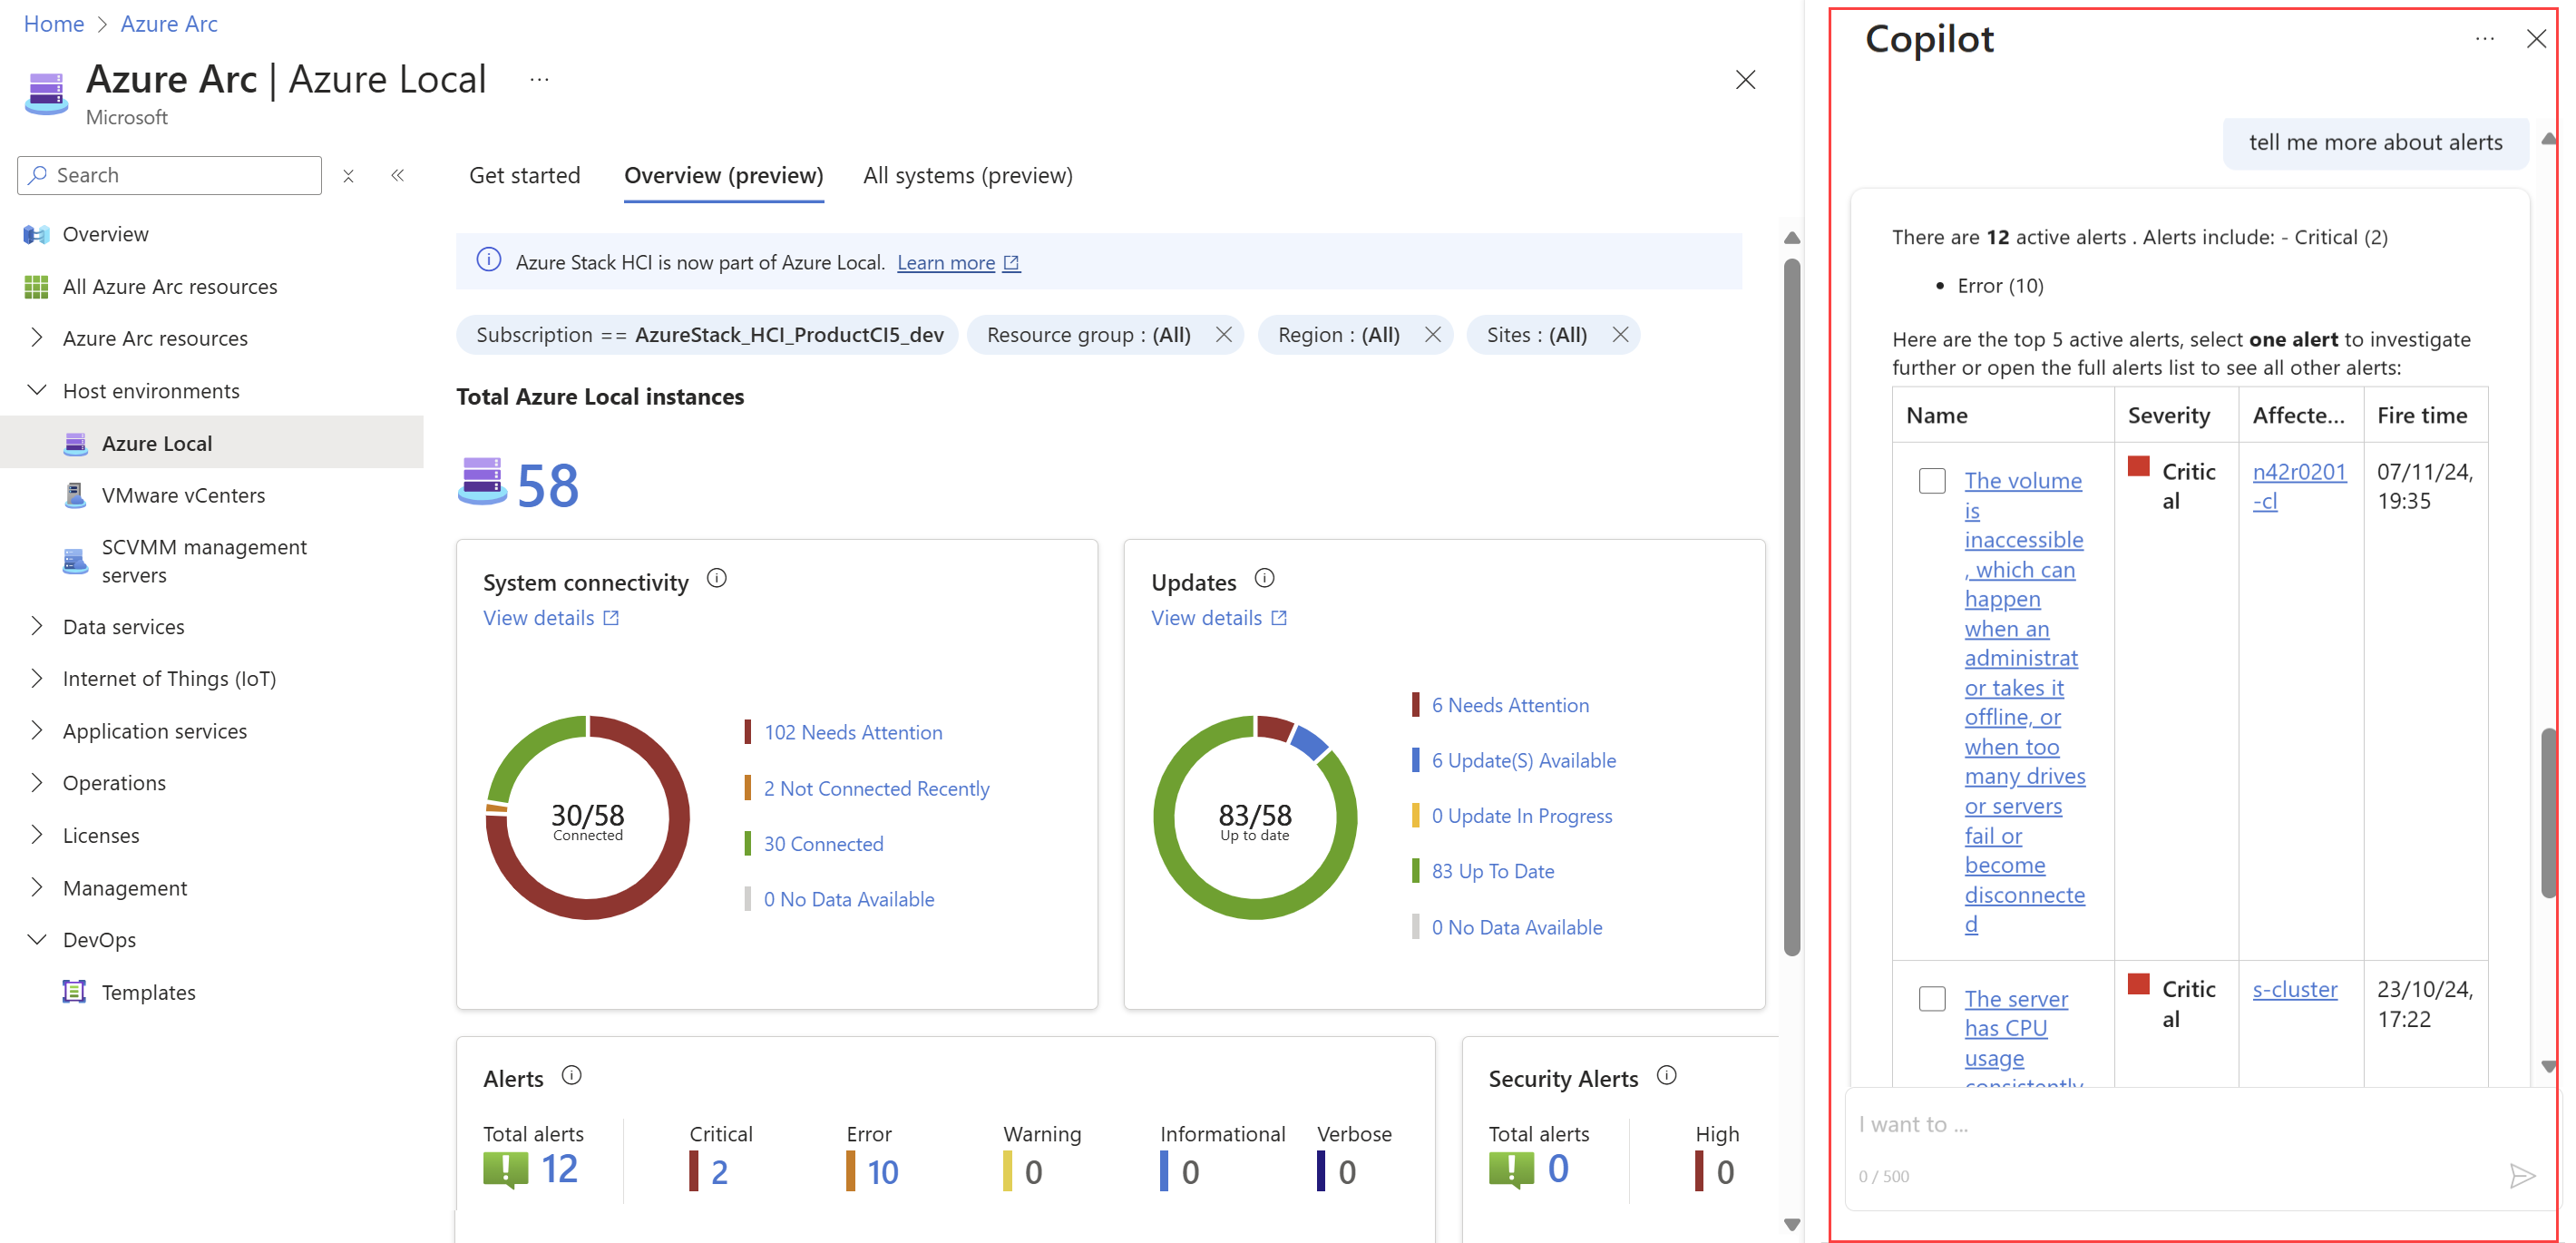 Home > Azure Arc
Azure Arc | Azure Local ...
Microsoft
Search
Overview
All Azure Arc resources
Azure Arc resources
Host environments
Azure Local
VMware vCenters
SCVMM management
servers
Data services
Internet of Things (IoT)
Application services
Operations
Licenses
Management
DevOps
Templates
Get started
Overview (preview)
All systems (preview)
Azure Stack HCI is now part of Azure Local. Learn more
Subscription == AzureStack_HCI_ProductCI5_dev
Resource group : (All)
Region : (All)
Sites : (All)
Total Azure Local instances
58
System connectivity
View details
30/58
Connected
102 Needs Attention
2 Not Connected Recently
30 Connected
0 No Data Available
Updates
View details
83/58
Up to date
6 Needs Attention
6 Update(S) Available
0 Update In Progress
83 Up To Date
0 No Data Available
Alerts
Total alerts
12
Critical
2
Error
10
Warning
0
Informational
0
Verbose
0
Security Alerts
Total alerts
0
High
0
Copilot
tell me more about alerts
There are 12 active alerts . Alerts include: - Critical (2)
• Error (10)
Here are the top 5 active alerts, select one alert to investigate
further or open the full alerts list to see all other alerts:
Name Severity Affecte... Fire time
The volume
is
inaccessible
, which can
happen
when an
administrat
or takes it
offline, or
when too
many drives
or servers
fail or
become
disconnecte
d
Critic
al
n42r0201
-cl
07/11/24,
19:35
The server
has CPU
usage
consistently
Critic
al
s-cluster
23/10/24,
17:22
I want to ...
0 / 500